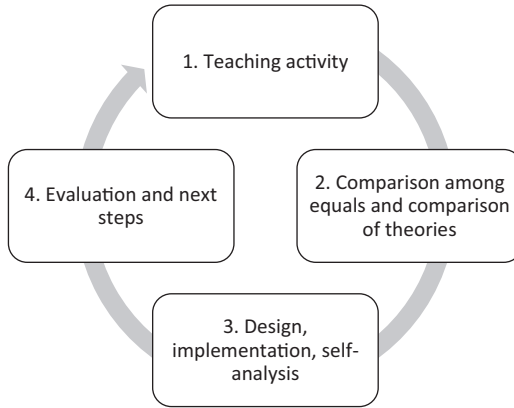 1. Teaching activity
2. Comparison among
equals and comparison
of theories
3. Design,
implementation, self-
analysis
4. Evaluation and next
steps